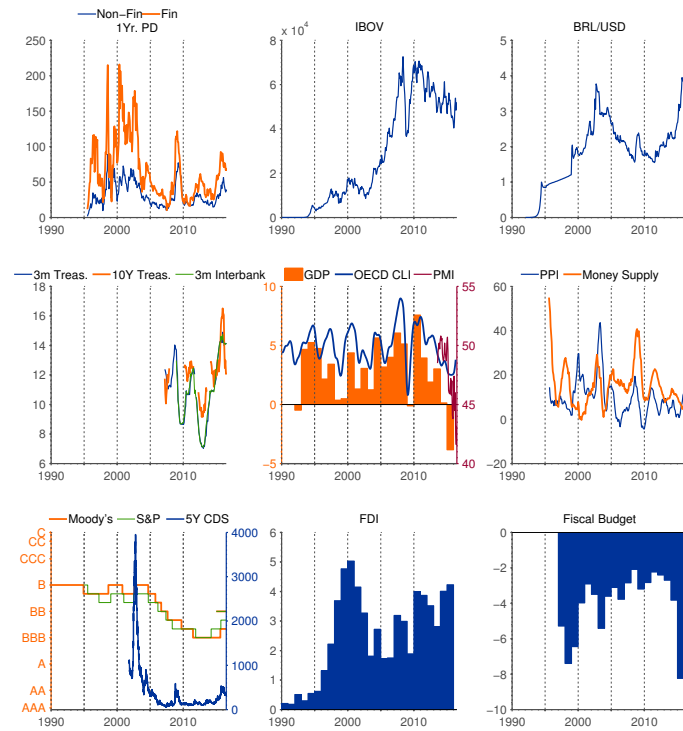 Non-Fin Fin
1Yr. PD
250
200
150
100
50
0
1990 2000 2010
x 10^4
IBOV
8
6
4
2
0
1990 2000 2010
BRL/USD
5
4
3
2
1
0
1990 2000 2010
3m Treas. 10Y Treas. 3m Interbank
18
16
14
12
10
8
6
1990 2000 2010
GDP OECD CLI PMI
10
5
0
−5
55
50
45
40
1990 2000 2010
PPI Money Supply
60
40
20
0
−20
1990 2000 2010
Moody's S&P 5Y CDS
C
CC
CCC
B
BB
BBB
A
AA
AAA
4000
3000
2000
1000
0
1990 2000 2010
FDI
6
5
4
3
2
1
0
1990 2000 2010
Fiscal Budget
0
−2
−4
−6
−8
−10
1990 2000 2010